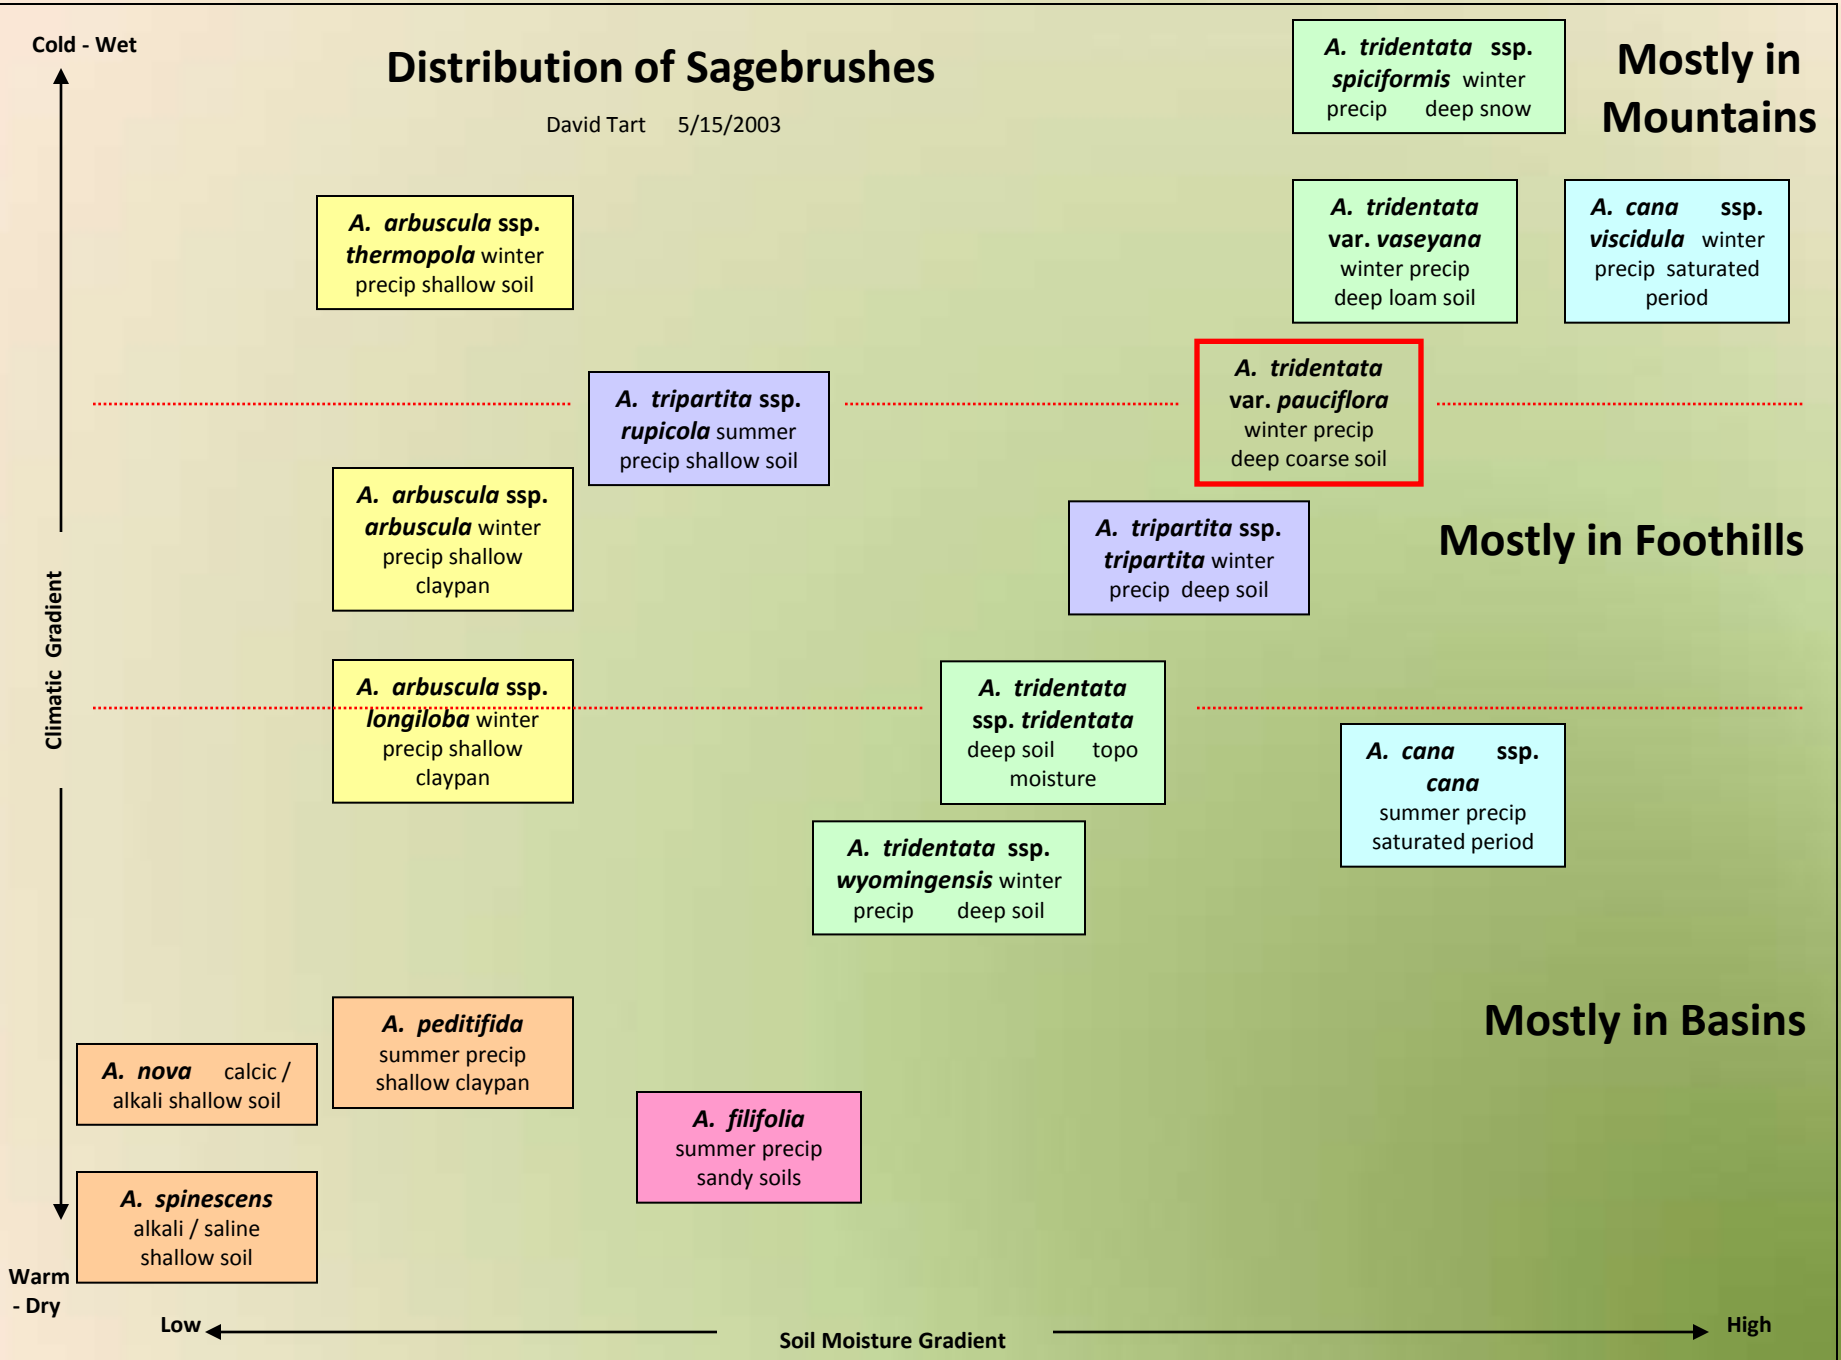 Cold - Wet
Distribution of Sagebrushes
David Tart 5/15/2003
A. tridentata ssp.
spiciformis winter
precip deep snow
Mostly in
Mountains
A. arbuscula ssp.
thermopola winter
precip shallow soil
A. tridentata
var. vaseyana
winter precip
deep loam soil
A. cana ssp.
viscidula winter
precip saturated
period
A. tripartita ssp.
rupicola summer
precip shallow soil
A. tridentata
var. pauciflora
winter precip
deep coarse soil
A. arbuscula ssp.
arbuscula winter
precip shallow
claypan
A. tripartita ssp.
tripartita winter
precip deep soil
Mostly in Foothills
Climatic Gradient
A. arbuscula ssp.
longiloba winter
precip shallow
claypan
A. tridentata
ssp. tridentata
deep soil topo
moisture
A. cana ssp.
cana
summer precip
saturated period
A. tridentata ssp.
wyomingensis winter
precip deep soil
Mostly in Basins
A. peditifida
summer precip
shallow claypan
A. nova calcic /
alkali shallow soil
A. filifolia
summer precip
sandy soils
A. spinescens
alkali / saline
shallow soil
Warm
- Dry
Low
Soil Moisture Gradient
High